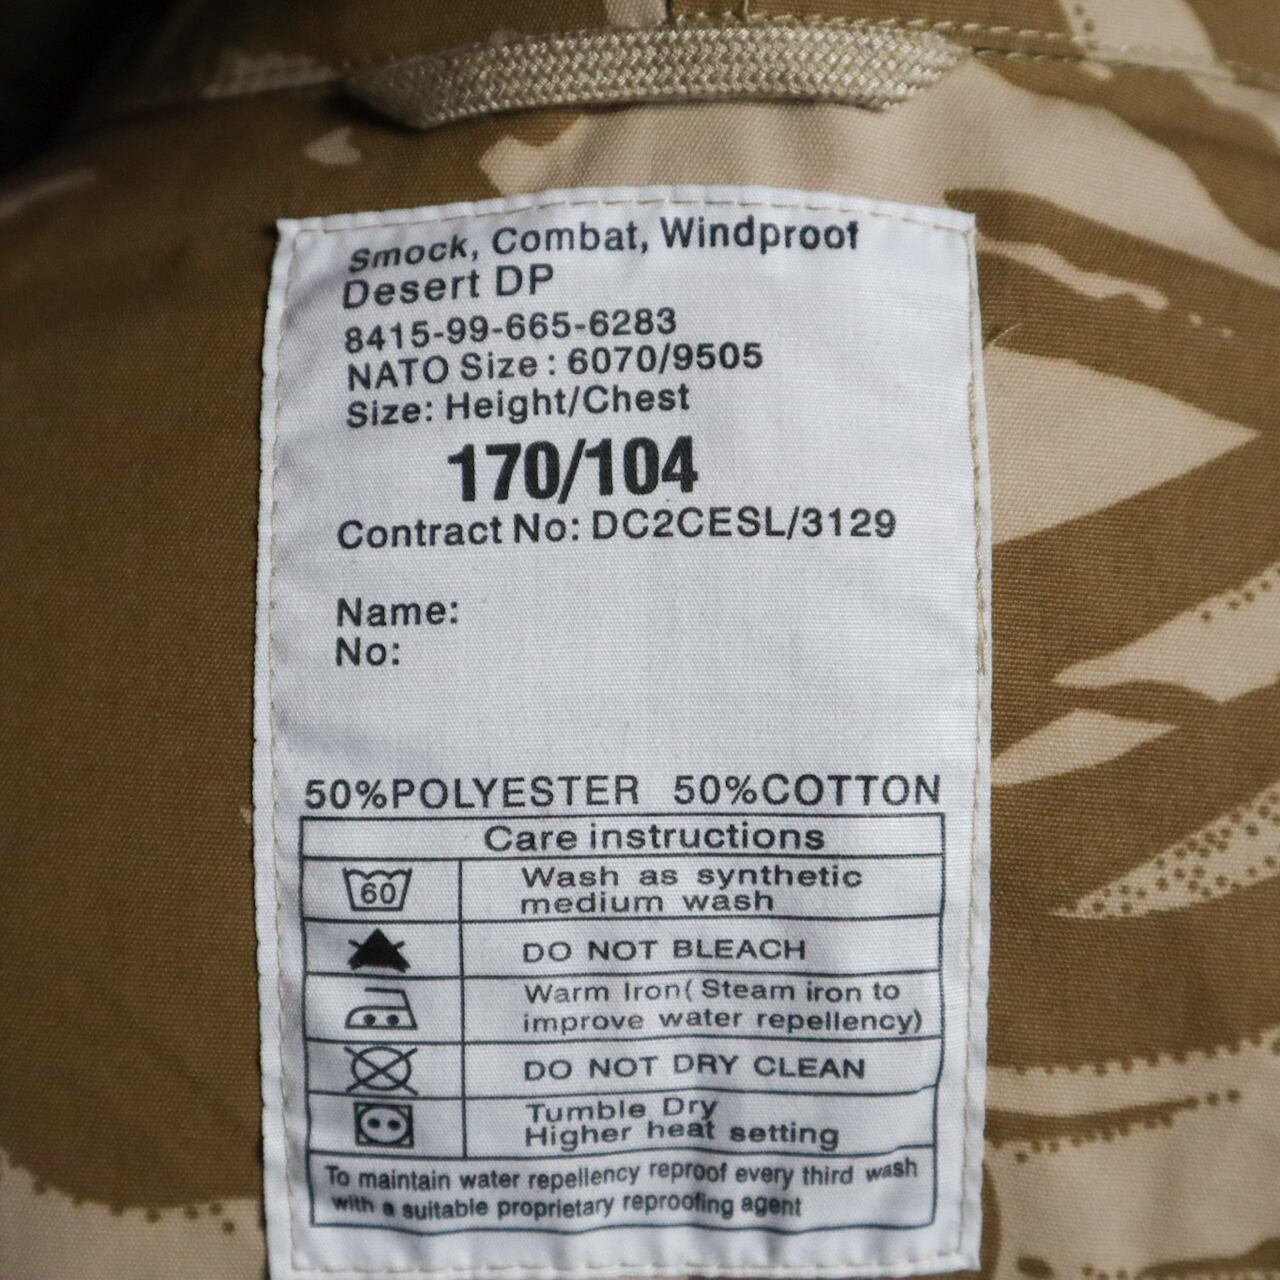 Smock, Combat, Windproof
Desert DP
8415-99-665-6283
NATO Size : 6070/9505
Size: Height/Chest
170/104
Contract No: DC2CESL/3129
Name:
No:
50%POLYESTER 50%COTTON
Care instructions
60
Wash as synthetic
medium wash
DO NOT BLEACH
Warm Iron( Steam iron to
improve water repellency)
DO NOT DRY CLEAN
Tumble Dry
Higher heat setting
To maintain water repellency reproof every third wash
with a suitable proprietary reproofing agent